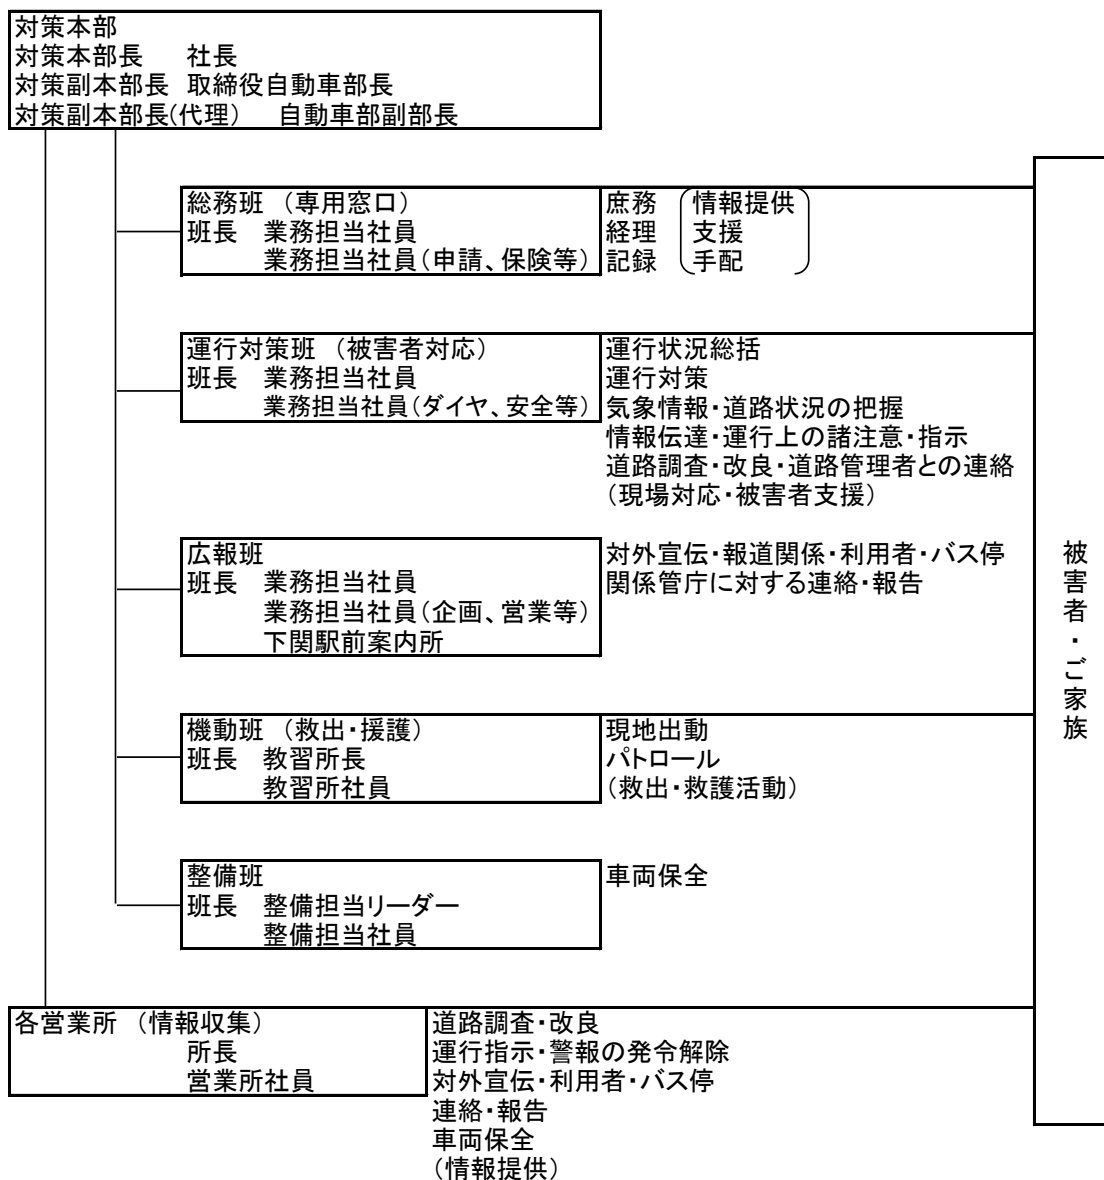 対策本部
対策本部長　　社長
対策副本部長　取締役自動車部長
対策副本部長(代理)　　自動車部副部長
総務班　（専用窓口）
班長　業務担当社員
業務担当社員（申請、保険等）
庶務　情報提供
経理　支援
記録　手配
運行対策班　（被害者対応）
班長　業務担当社員
業務担当社員（ダイヤ、安全等）
運行状況総括
運行対策
気象情報・道路状況の把握
情報伝達・運行上の諸注意・指示
道路調査・改良・道路管理者との連絡
（現場対応・被害者支援）
広報班
班長　業務担当社員
業務担当社員（企画、営業等）
下関駅前案内所
対外宣伝・報道関係・利用者・バス停
関係管庁に対する連絡・報告
機動班　（救出・援護）
班長　教習所長
教習所社員
現地出動
パトロール
（救出・救護活動）
整備班
班長　整備担当リーダー
整備担当社員
車両保全
各営業所　（情報収集）
所長
営業所社員
道路調査・改良
運行指示・警報の発令解除
対外宣伝・利用者・バス停
連絡・報告
車両保全
（情報提供）
被害者・ご家族